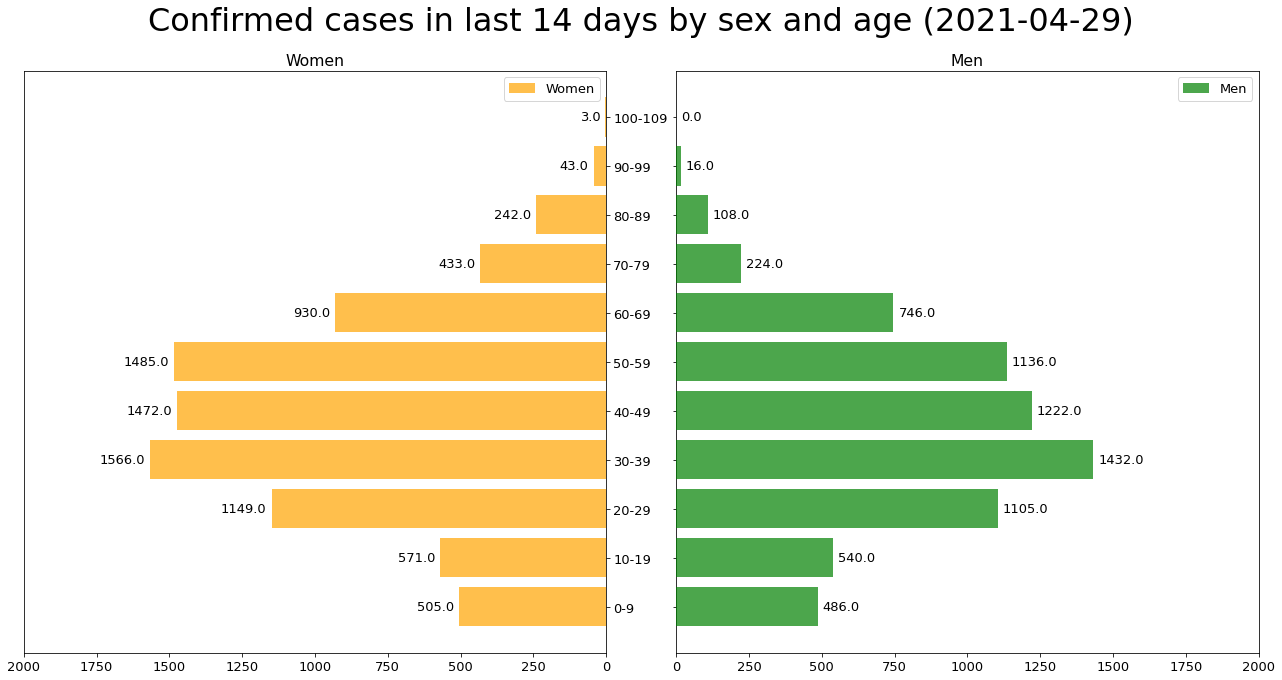 Confirmed cases in last 14 days by sex and age (2021-04-29)
Women
Men
Women
Men
3.0 100-109 0.0
43.0 90-99 16.0
242.0 80-89 108.0
433.0 70-79 224.0
930.0 60-69 746.0
1485.0 50-59 1136.0
1472.0 40-49 1222.0
1566.0 30-39 1432.0
1149.0 20-29 1105.0
571.0 10-19 540.0
505.0 0-9 486.0
2000 1750 1500 1250 1000 750 500 250 0
0 250 500 750 1000 1250 1500 1750 2000